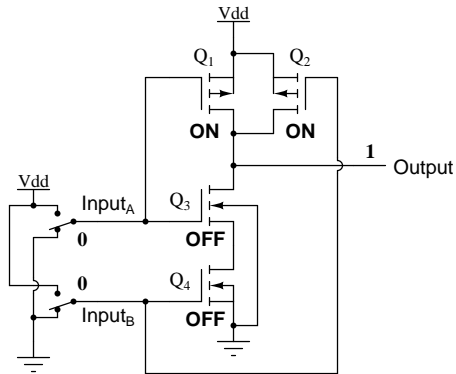 Vdd
Q1
Q2
ON
ON
1
Output
Vdd
InputA
Q3
0
OFF
0
Q4
InputB
OFF